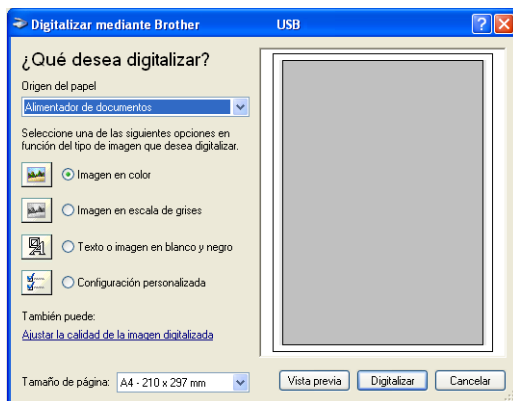 Digitalizar mediante Brother USB
¿Qué desea digitalizar?
Origen del papel
Alimentador de documentos
Seleccione una de las siguientes opciones en
función del tipo de imagen que desea digitalizar.
Imagen en color
Imagen en escala de grises
Texto o imagen en blanco y negro
Configuración personalizada
También puede:
Ajustar la calidad de la imagen digitalizada
Tamaño de página: A4 - 210 x 297 mm
Vista previa Digitalizar Cancelar